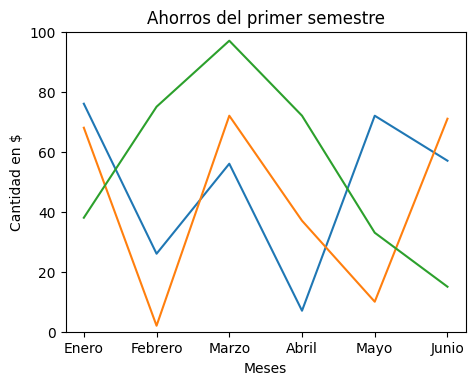 Ahorros del primer semestre
Cantidad en $
100
80
60
40
20
0
Enero Febrero Marzo Abril Mayo Junio
Meses